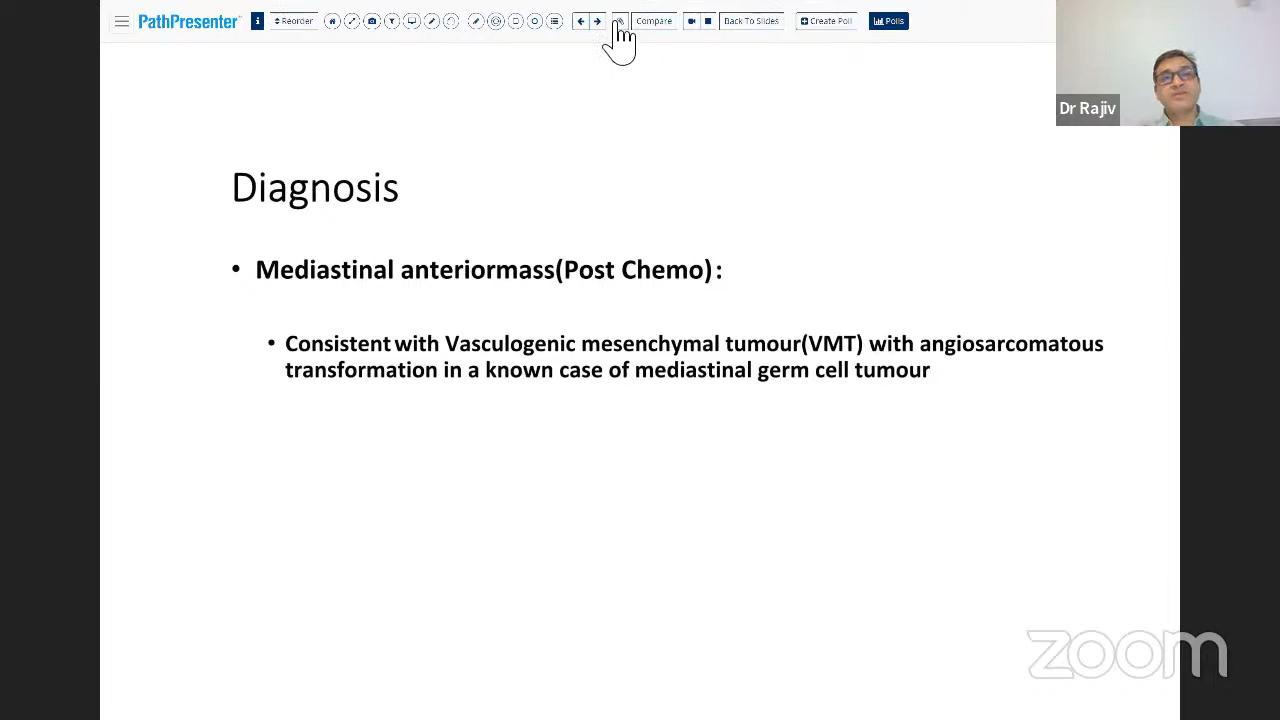 PathPresenter
i Reorder Compare Back To Slides Create Poll Polls
Dr Rajiv
Diagnosis
• Mediastinal anteriormass(Post Chemo):
• Consistent with Vasculogenic mesenchymal tumour(VMT) with angiosarcomatous
transformation in a known case of mediastinal germ cell tumour
zoom